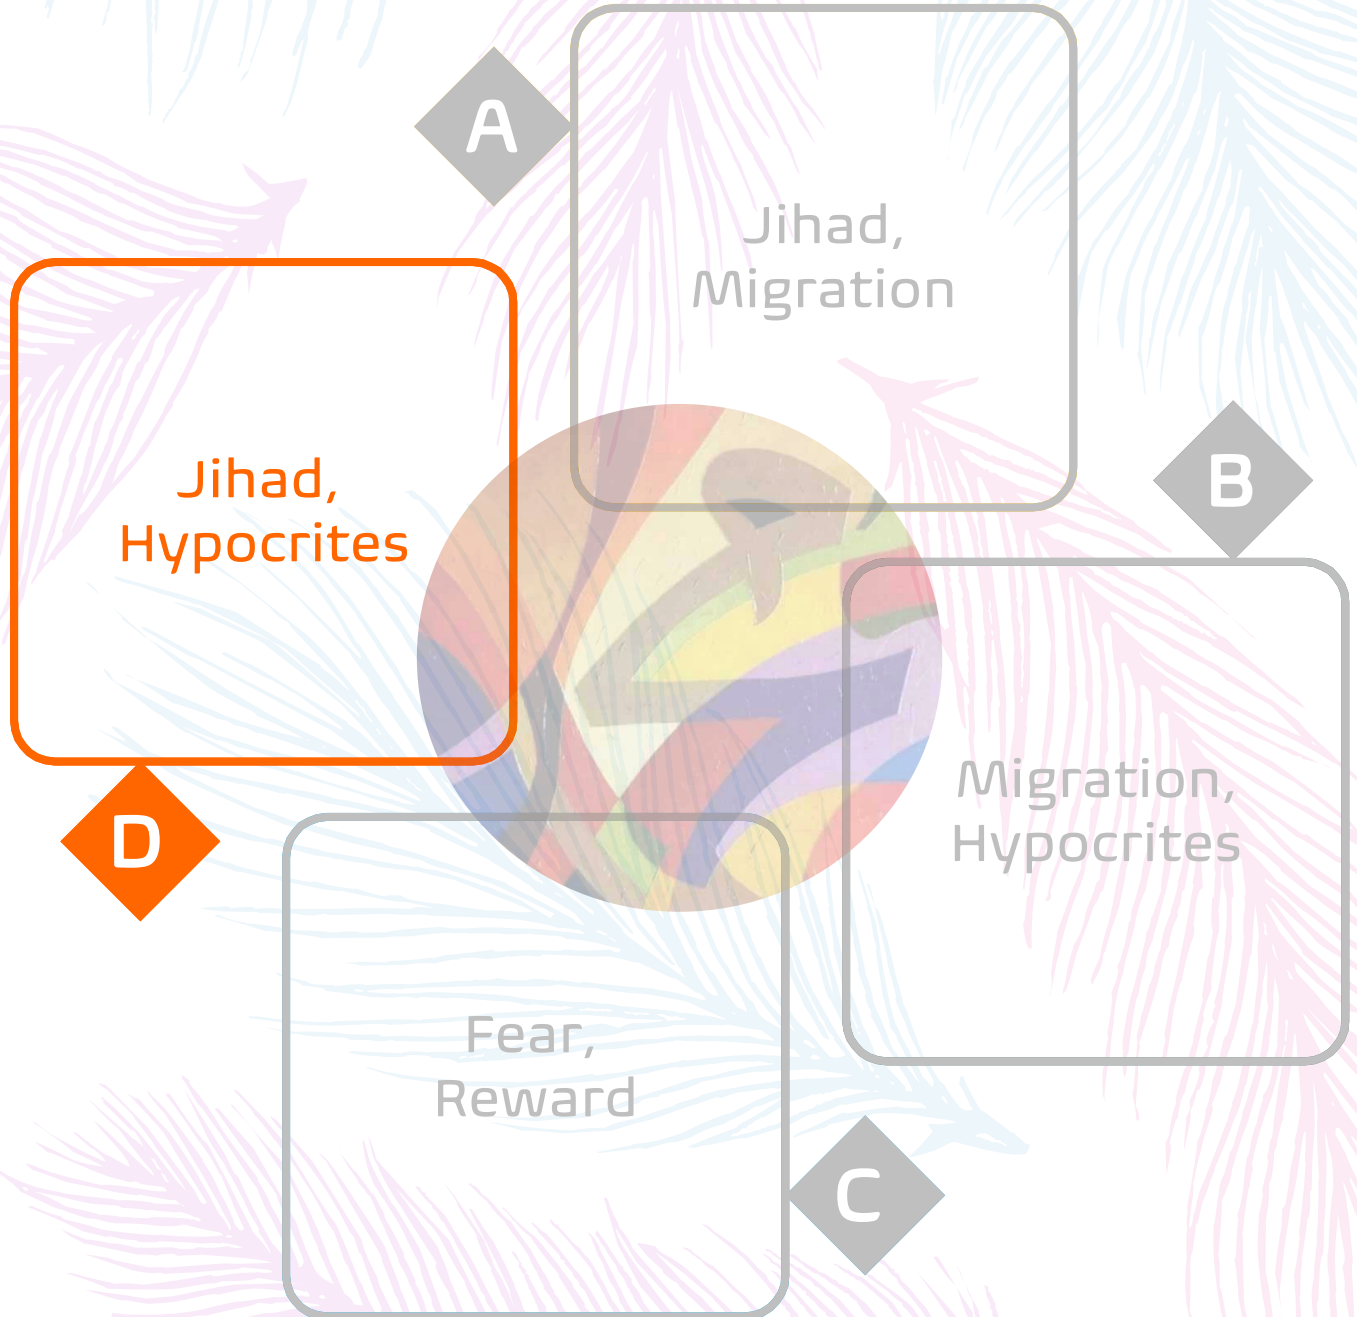 A
Jihad,
Migration
B
Migration,
Hypocrites
C
Fear,
Reward
D
Jihad,
Hypocrites